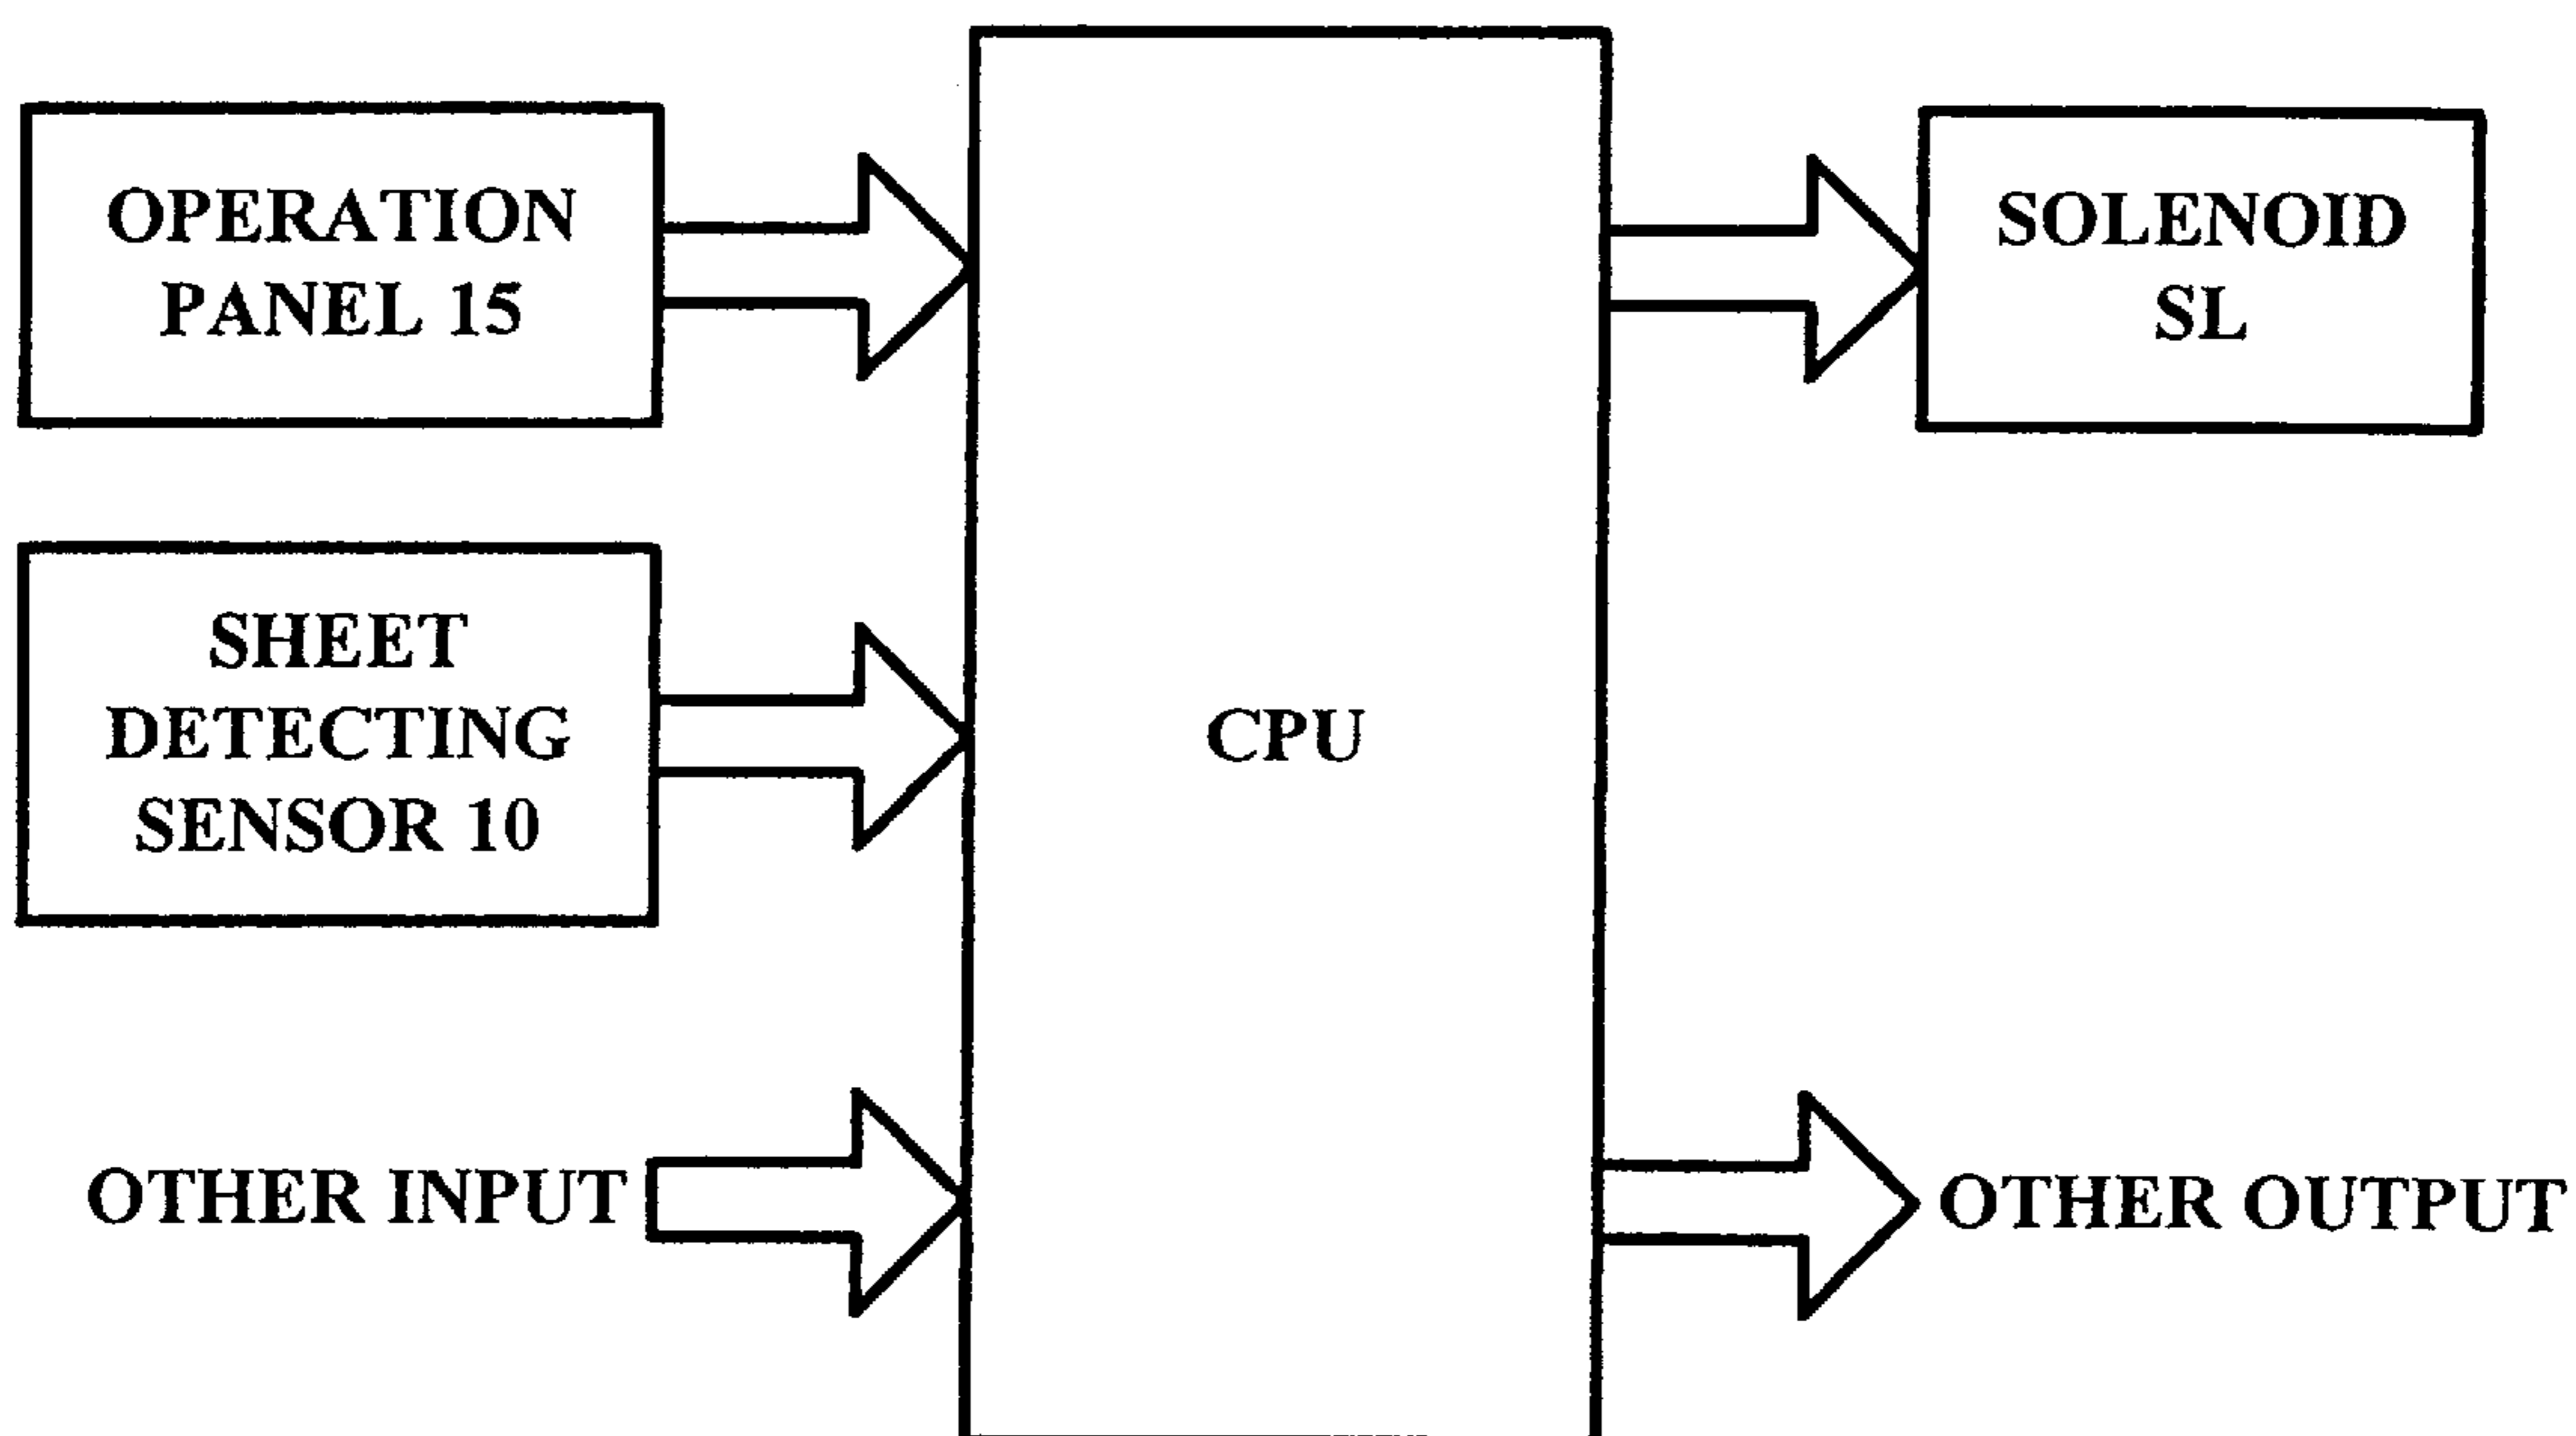 OPERATION
PANEL 15
SHEET
DETECTING
SENSOR 10
OTHER INPUT
CPU
SOLENOID
SL
OTHER OUTPUT